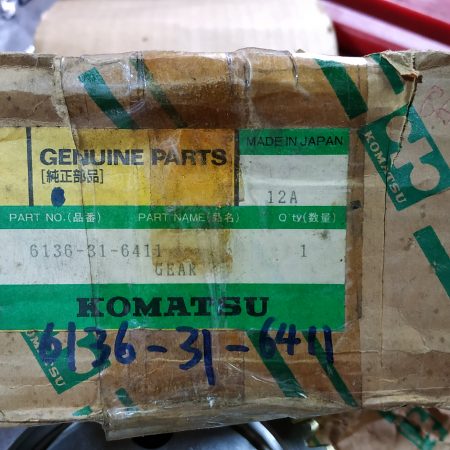 MADE IN JAPAN
GENUINE PARTS
[純正部品]
12A
PART NO.(品番) PART NAME(品名) Q'ty(数量)
6136-31-6411 1
GEAR
KOMATSU
6136-31-6411
KOMATSU
KOMATSU